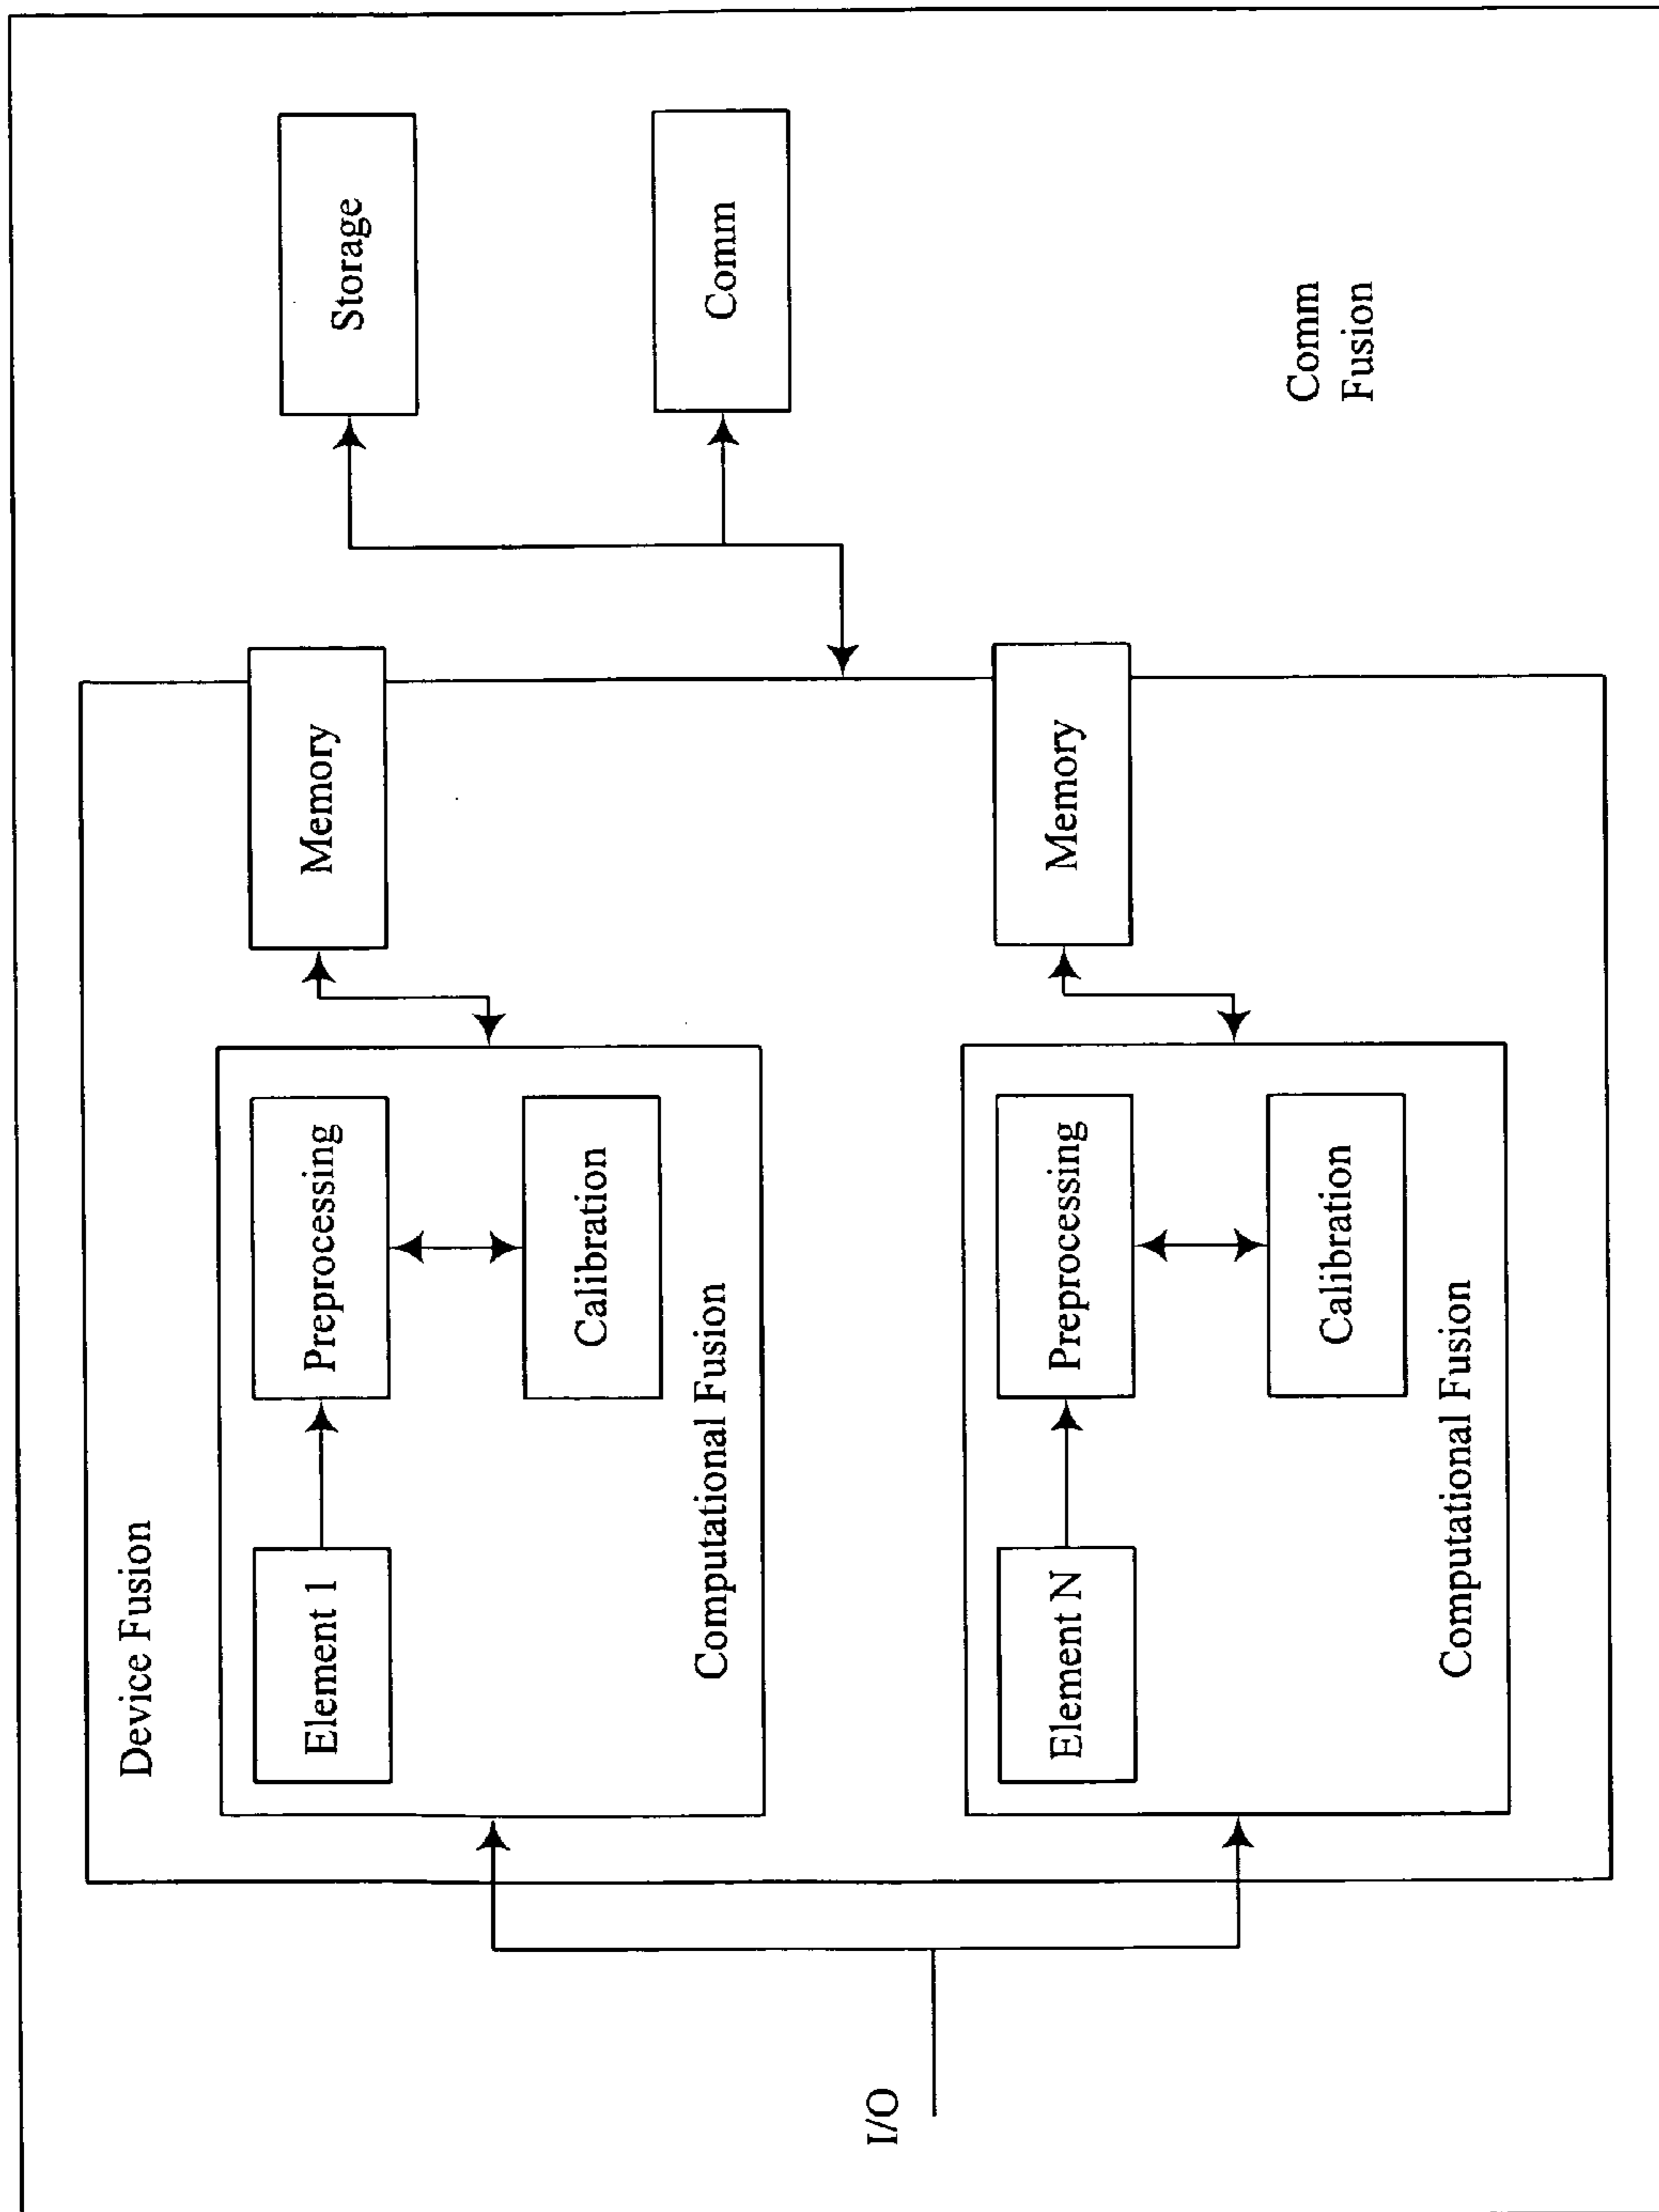 Device Fusion
Element 1
Preprocessing
Calibration
Computational Fusion
Memory
Storage
Comm
I/O
Element N
Preprocessing
Calibration
Computational Fusion
Memory
Comm
Fusion